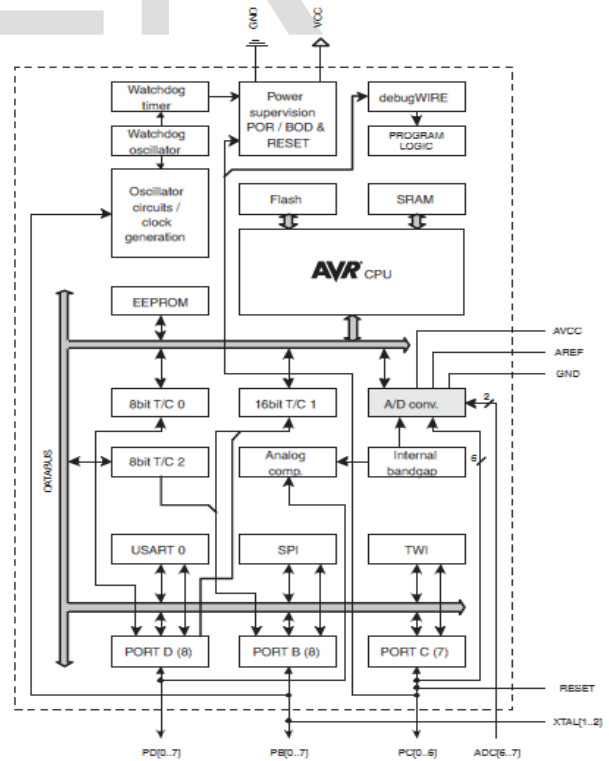 GND
VCC
Watchdog
timer
Power
supervision
POR / BOD &
RESET
debugWIRE
Watchdog
oscillator
PROGRAM
LOGIC
Oscillator
circuits /
clock
generation
Flash
SRAM
AVR CPU
EEPROM
AVCC
AREF
GND
8bit T/C 0
16bit T/C 1
A/D conv.
2
8bit T/C 2
Analog
comp.
Internal
bandgap
6
DATABUS
USART 0
SPI
TWI
PORT D (8)
PORT B (8)
PORT C (7)
RESET
XTAL[1..2]
PD[0..7]
PB[0..7]
PC[0..6]
ADC[6..7]